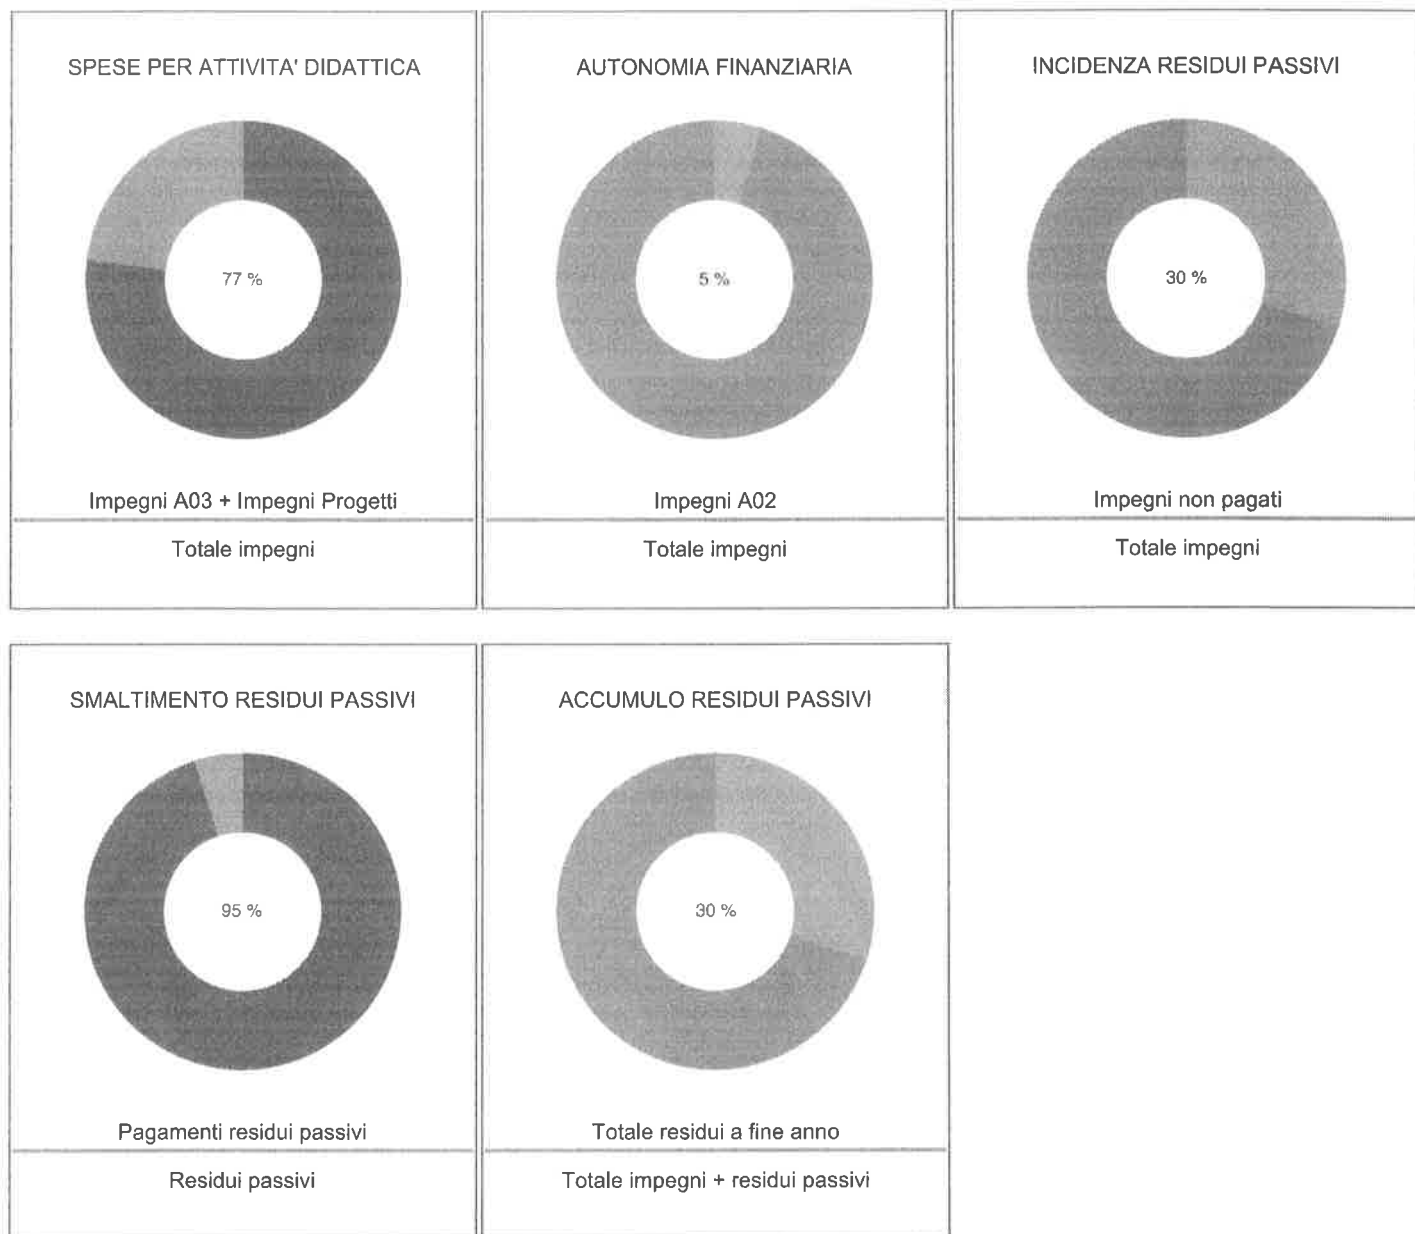 SPESE PER ATTIVITA' DIDATTICA
77 %
Impegni A03 + Impegni Progetti
Totale impegni
AUTONOMIA FINANZIARIA
5 %
Impegni A02
Totale impegni
INCIDENZA RESIDUI PASSIVI
30 %
Impegni non pagati
Totale impegni
SMALTIMENTO RESIDUI PASSIVI
95 %
Pagamenti residui passivi
Residui passivi
ACCUMULO RESIDUI PASSIVI
30 %
Totale residui a fine anno
Totale impegni + residui passivi